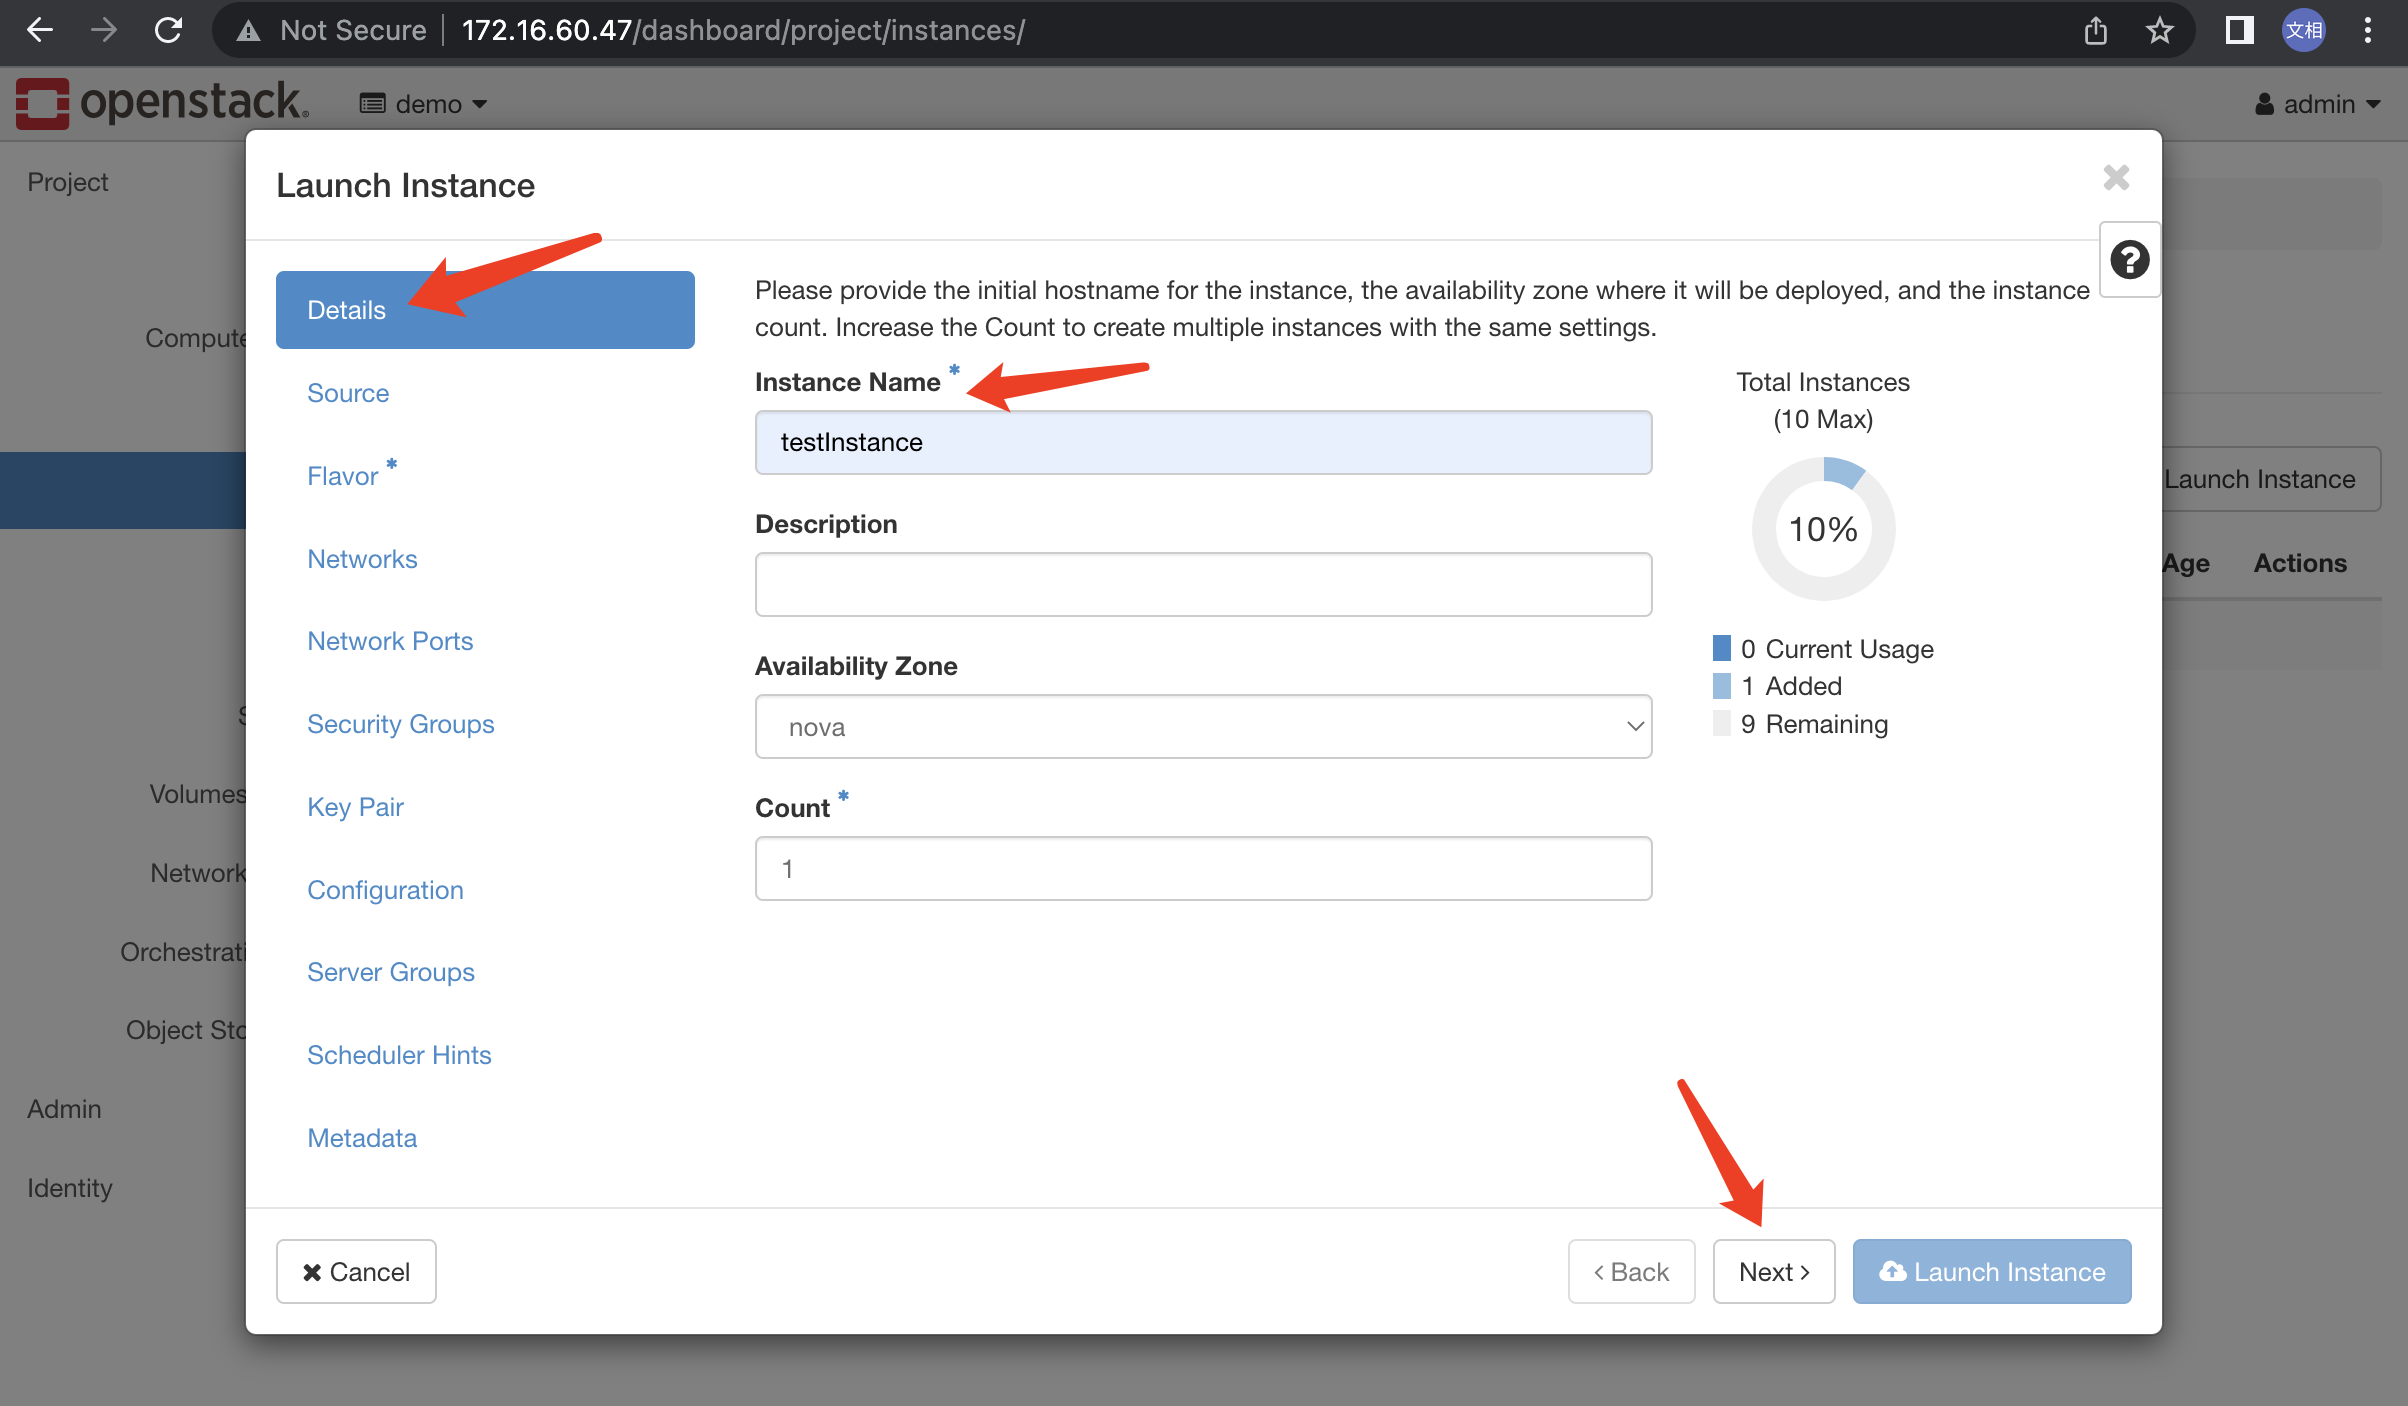 Not Secure 172.16.60.47/dashboard/project/instances/
文相
openstack.
demo
admin
Project
Compute
Volumes
Network
Orchestrati
Object Sto
Admin
Identity
Launch Instance
Details
Source
Flavor *
Networks
Network Ports
Security Groups
Key Pair
Configuration
Server Groups
Scheduler Hints
Metadata
Please provide the initial hostname for the instance, the availability zone where it will be deployed, and the instance
count. Increase the Count to create multiple instances with the same settings.
Instance Name *
testInstance
Description
Availability Zone
nova
Count *
1
Total Instances
(10 Max)
10%
0 Current Usage
1 Added
9 Remaining
Launch Instance
Age Actions
Cancel
Back
Next
Launch Instance